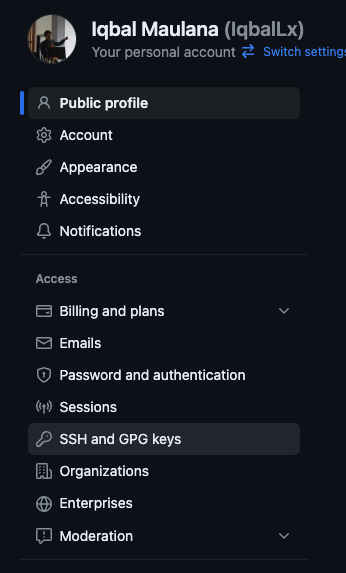 Iqbal Maulana (IqbalLx)
Your personal account Switch settings
Public profile
Account
Appearance
Accessibility
Notifications
Access
Billing and plans
Emails
Password and authentication
Sessions
SSH and GPG keys
Organizations
Enterprises
Moderation